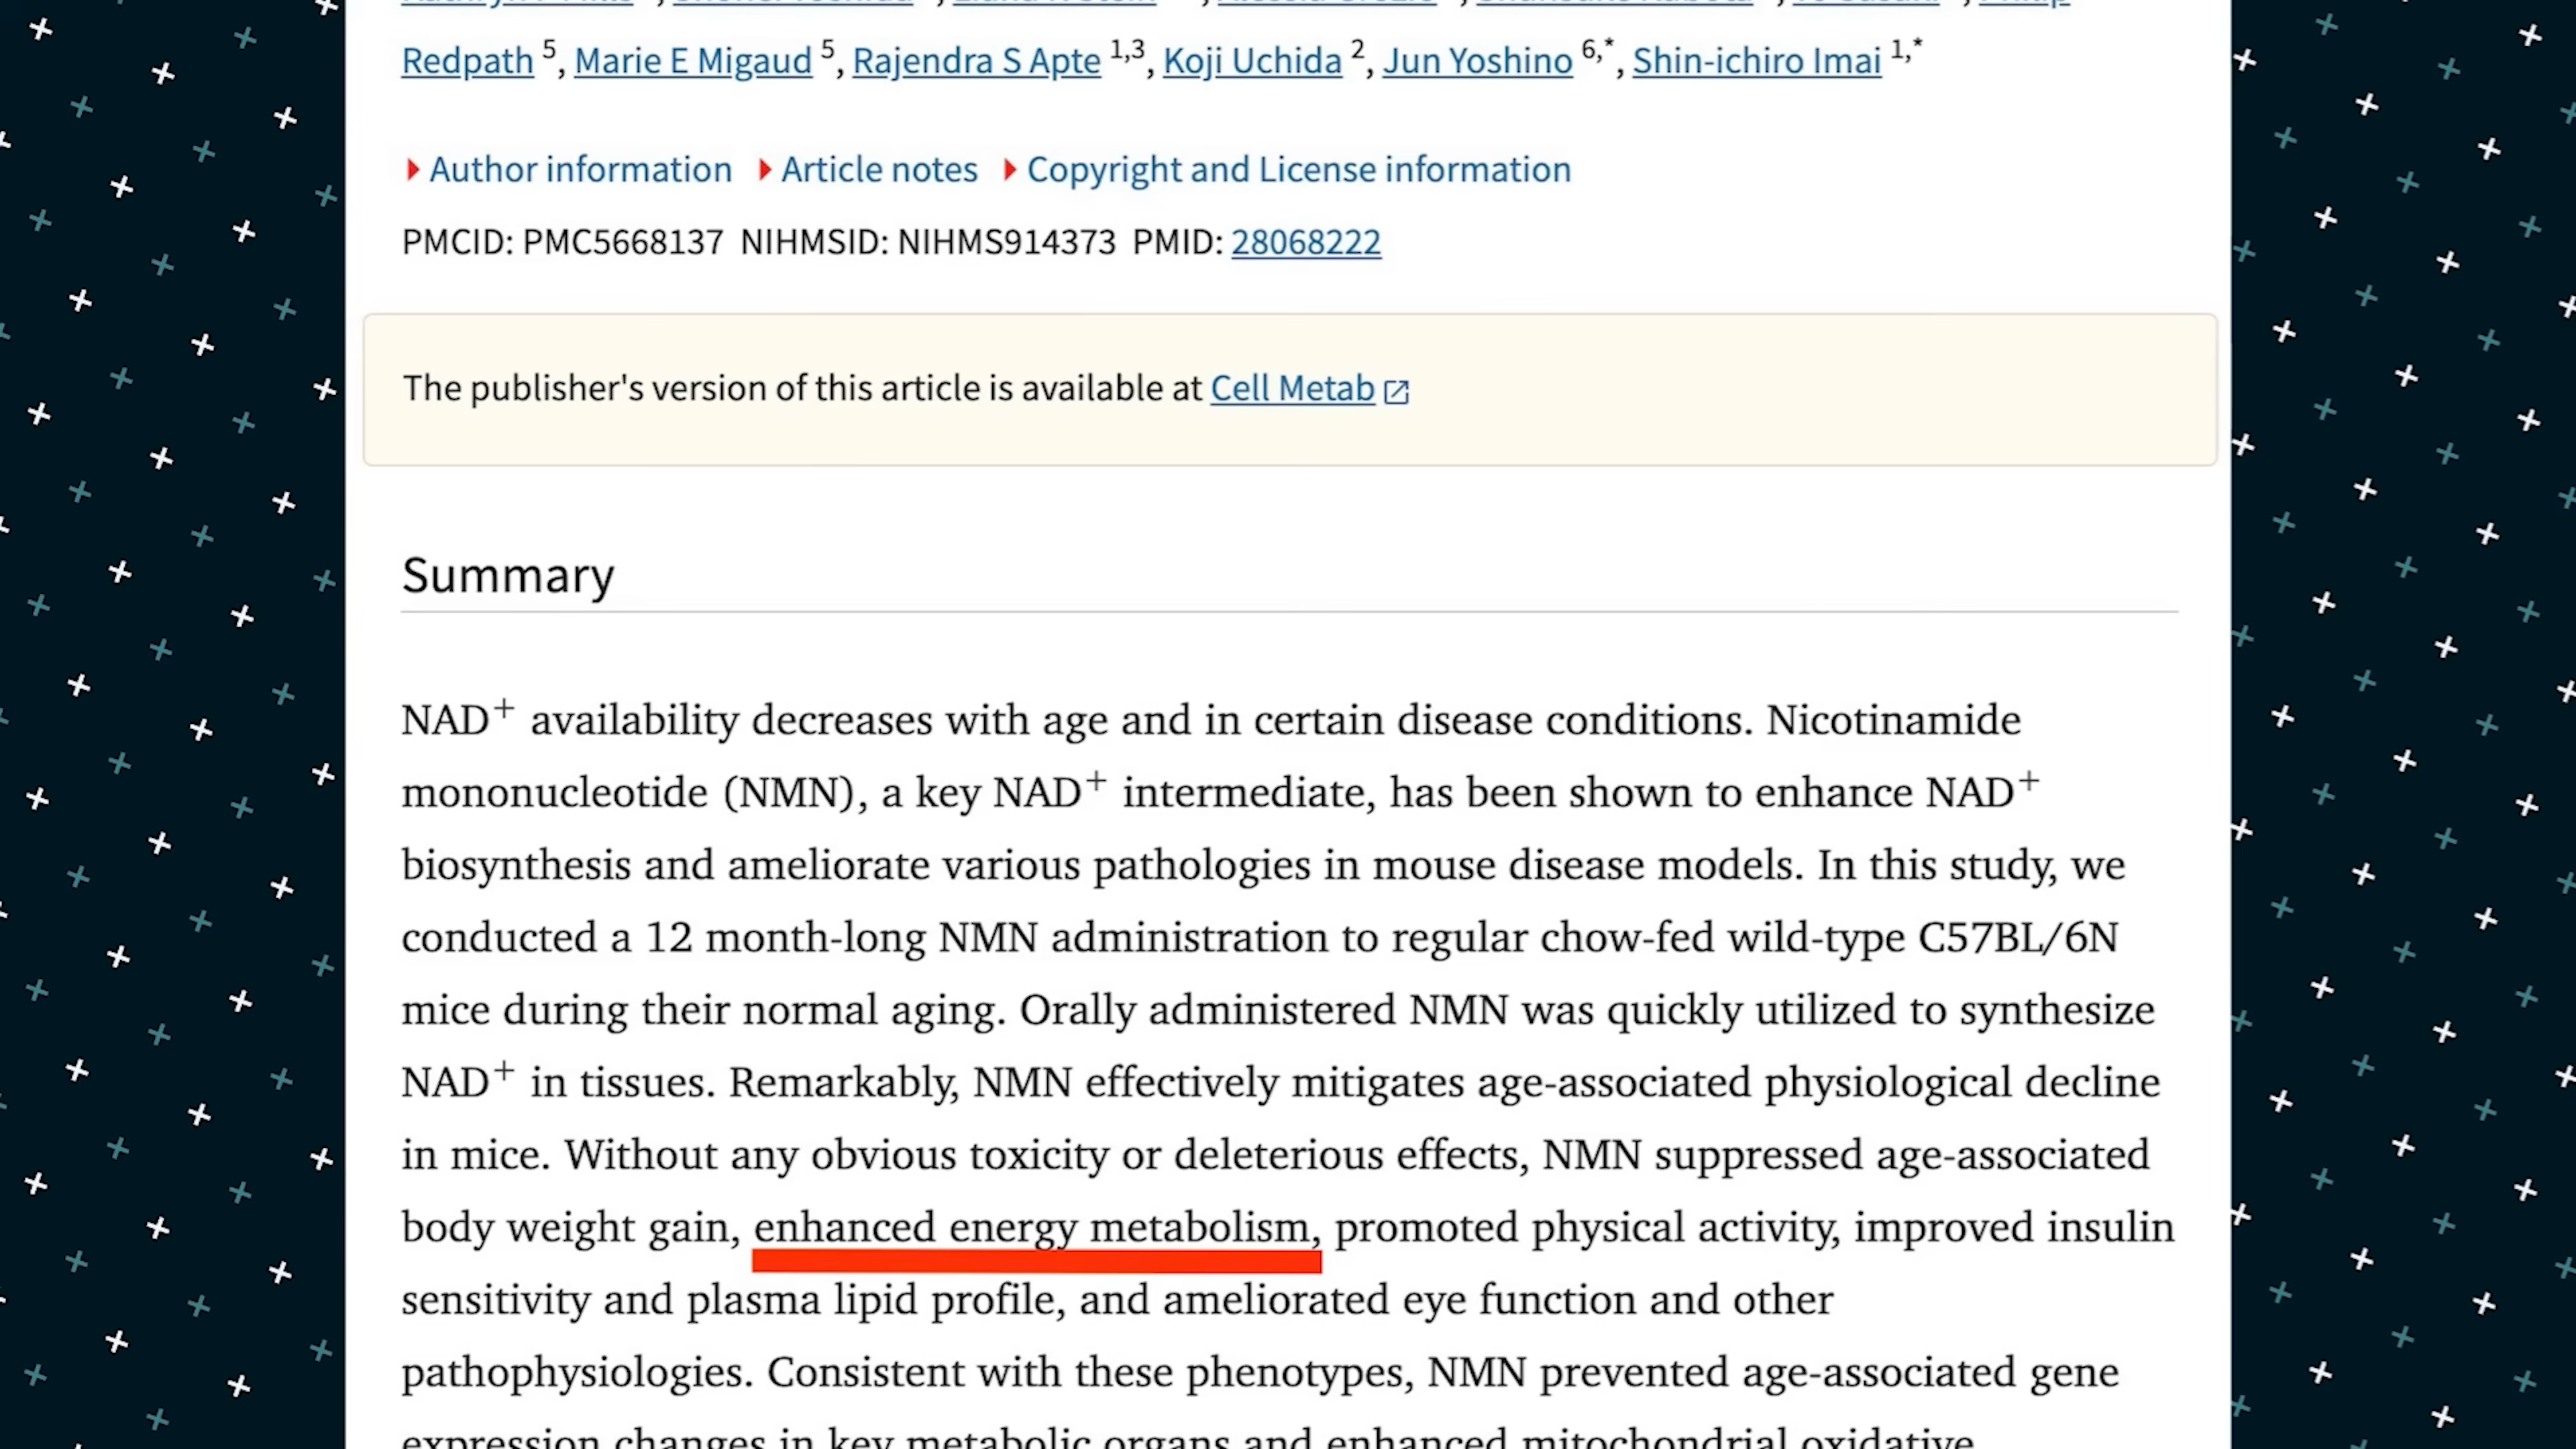 Redpath 5, Marie E Migaud 5, Rajendra S Apte 1,3, Koji Uchida 2, Jun Yoshino 6,*, Shin-ichiro Imai 1,*
Author information Article notes Copyright and License information
PMCID: PMC5668137 NIHMSID: NIHMS914373 PMID: 28068222
The publisher's version of this article is available at Cell Metab
Summary
NAD+ availability decreases with age and in certain disease conditions. Nicotinamide
mononucleotide (NMN), a key NAD+ intermediate, has been shown to enhance NAD+
biosynthesis and ameliorate various pathologies in mouse disease models. In this study, we
conducted a 12 month-long NMN administration to regular chow-fed wild-type C57BL/6N
mice during their normal aging. Orally administered NMN was quickly utilized to synthesize
NAD+ in tissues. Remarkably, NMN effectively mitigates age-associated physiological decline
in mice. Without any obvious toxicity or deleterious effects, NMN suppressed age-associated
body weight gain, enhanced energy metabolism, promoted physical activity, improved insulin
sensitivity and plasma lipid profile, and ameliorated eye function and other
pathophysiologies. Consistent with these phenotypes, NMN prevented age-associated gene
expression changes in key metabolic organs and enhanced mitochondrial oxidative